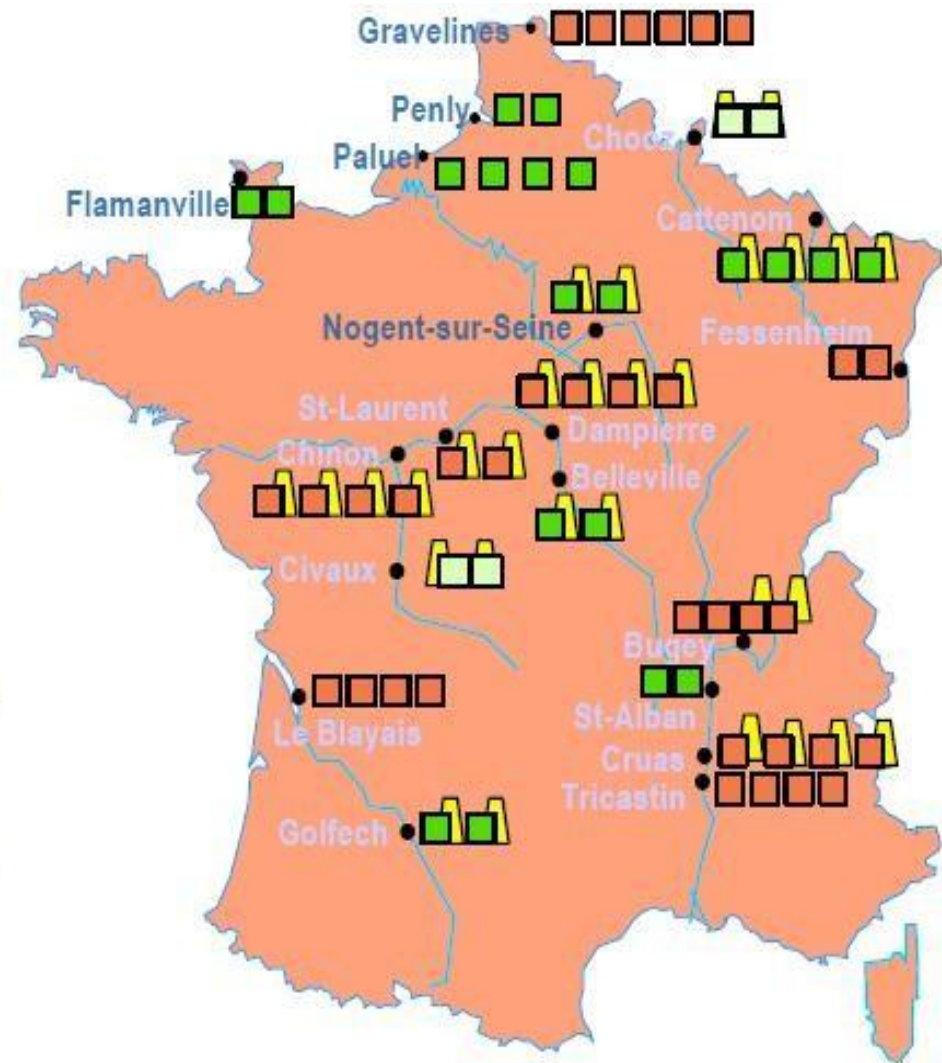 Gravelines
Penly
Chooz
Paluel
Flamanville
Cattenom
Nogent-sur-Seine
Fessenheim
St-Laurent
Dampierre
Chinon
Belleville
Civaux
Bugey
St-Alban
Le Blayais
Cruas
Tricastin
Golfech